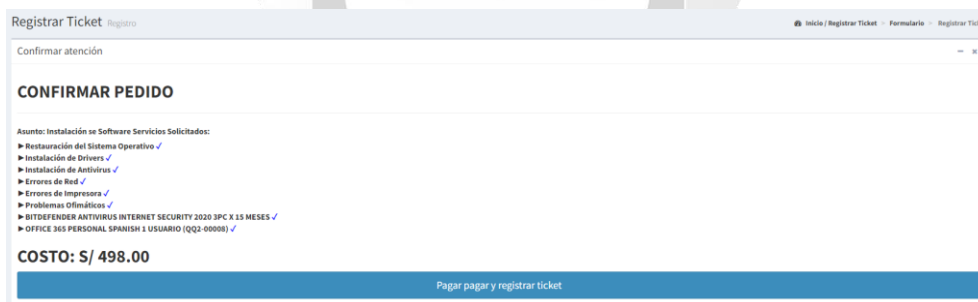 Registrar Ticket Registro
Inicio / Registrar Ticket > Formulario > Registrar
Confirmar atención
CONFIRMAR PEDIDO
Asunto: Instalación se Software Servicios Solicitados:
►Restauración del Sistema Operativo ✓
►Instalación de Drivers ✓
►Instalación de Antivirus ✓
►Errores de Red ✓
►Errores de Impresora ✓
►Problemas Ofimáticos ✓
►BITDEFENDER ANTIVIRUS INTERNET SECURITY 2020 3PC X 15 MESES ✓
►OFFICE 365 PERSONAL SPANISH 1 USUARIO (QQ2-00008) ✓
COSTO: S/ 498.00
Pagar pagar y registrar ticket